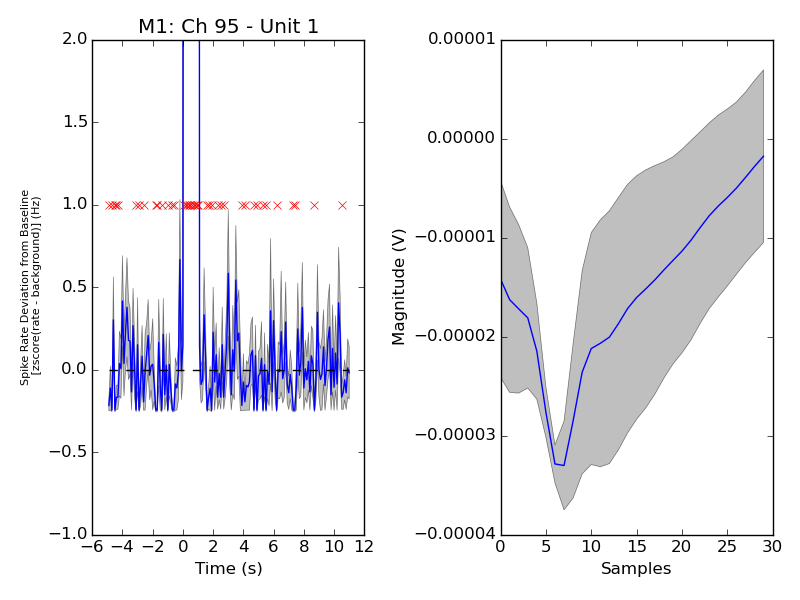 M1: Ch 95 - Unit 1
Spike Rate Deviation from Baseline
[zscore(rate - background)] (Hz)
2.0
1.5
1.0
0.5
0.0
−0.5
−1.0
−6 −4 −2 0 2 4 6 8 10 12
Time (s)
Magnitude (V)
0.00001
0.00000
−0.00001
−0.00002
−0.00003
−0.00004
0 5 10 15 20 25 30
Samples